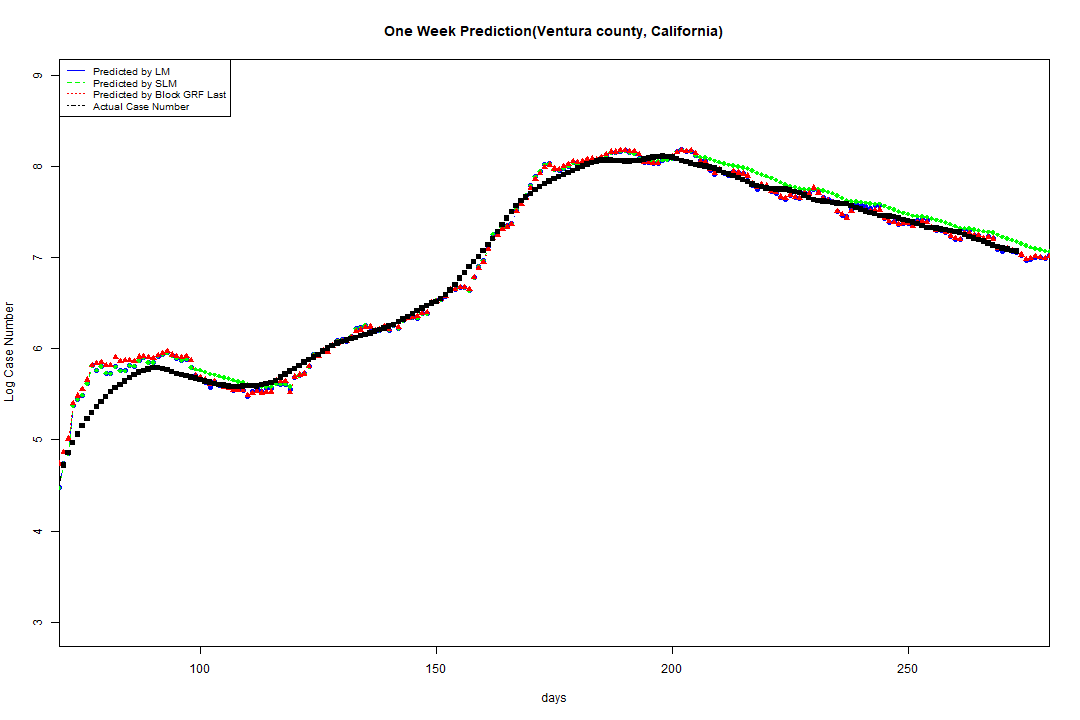 One Week Prediction(Ventura county, California)
Predicted by LM
Predicted by SLM
Predicted by Block GRF Last
Actual Case Number
9
8
7
6
5
4
3
Log Case Number
100 150 200 250
days